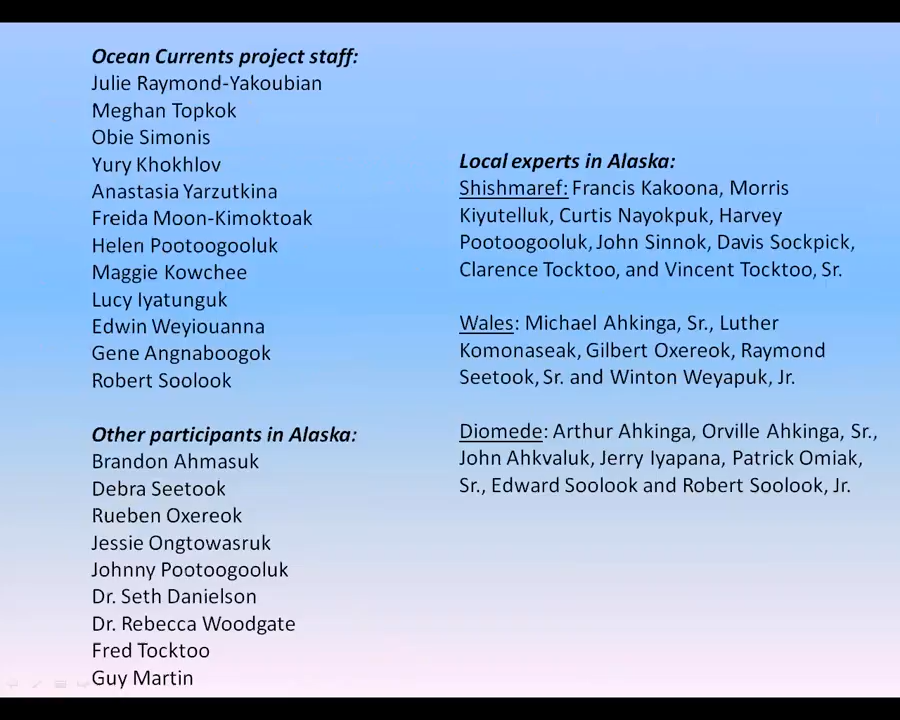 Ocean Currents project staff:
Julie Raymond-Yakoubian
Meghan Topkok
Obie Simonis
Yury Khokhlov
Anastasia Yarzutkina
Freida Moon-Kimoktoak
Helen Pootoogooluk
Maggie Kowchee
Lucy Iyatunguk
Edwin Weyiouanna
Gene Angnaboogok
Robert Soolook
Other participants in Alaska:
Brandon Ahmasuk
Debra Seetook
Rueben Oxereok
Jessie Ongtowasruk
Johnny Pootoogooluk
Dr. Seth Danielson
Dr. Rebecca Woodgate
Fred Tocktoo
Guy Martin
Local experts in Alaska:
Shishmaref: Francis Kakoona, Morris
Kiyutelluk, Curtis Nayokpuk, Harvey
Pootoogooluk, John Sinnok, Davis Sockpick,
Clarence Tocktoo, and Vincent Tocktoo, Sr.
Wales: Michael Ahkinga, Sr., Luther
Komonaseak, Gilbert Oxereok, Raymond
Seetook, Sr. and Winton Weyapuk, Jr.
Diomede: Arthur Ahkinga, Orville Ahkinga, Sr.,
John Ahkvaluk, Jerry Iyapana, Patrick Omiak,
Sr., Edward Soolook and Robert Soolook, Jr.